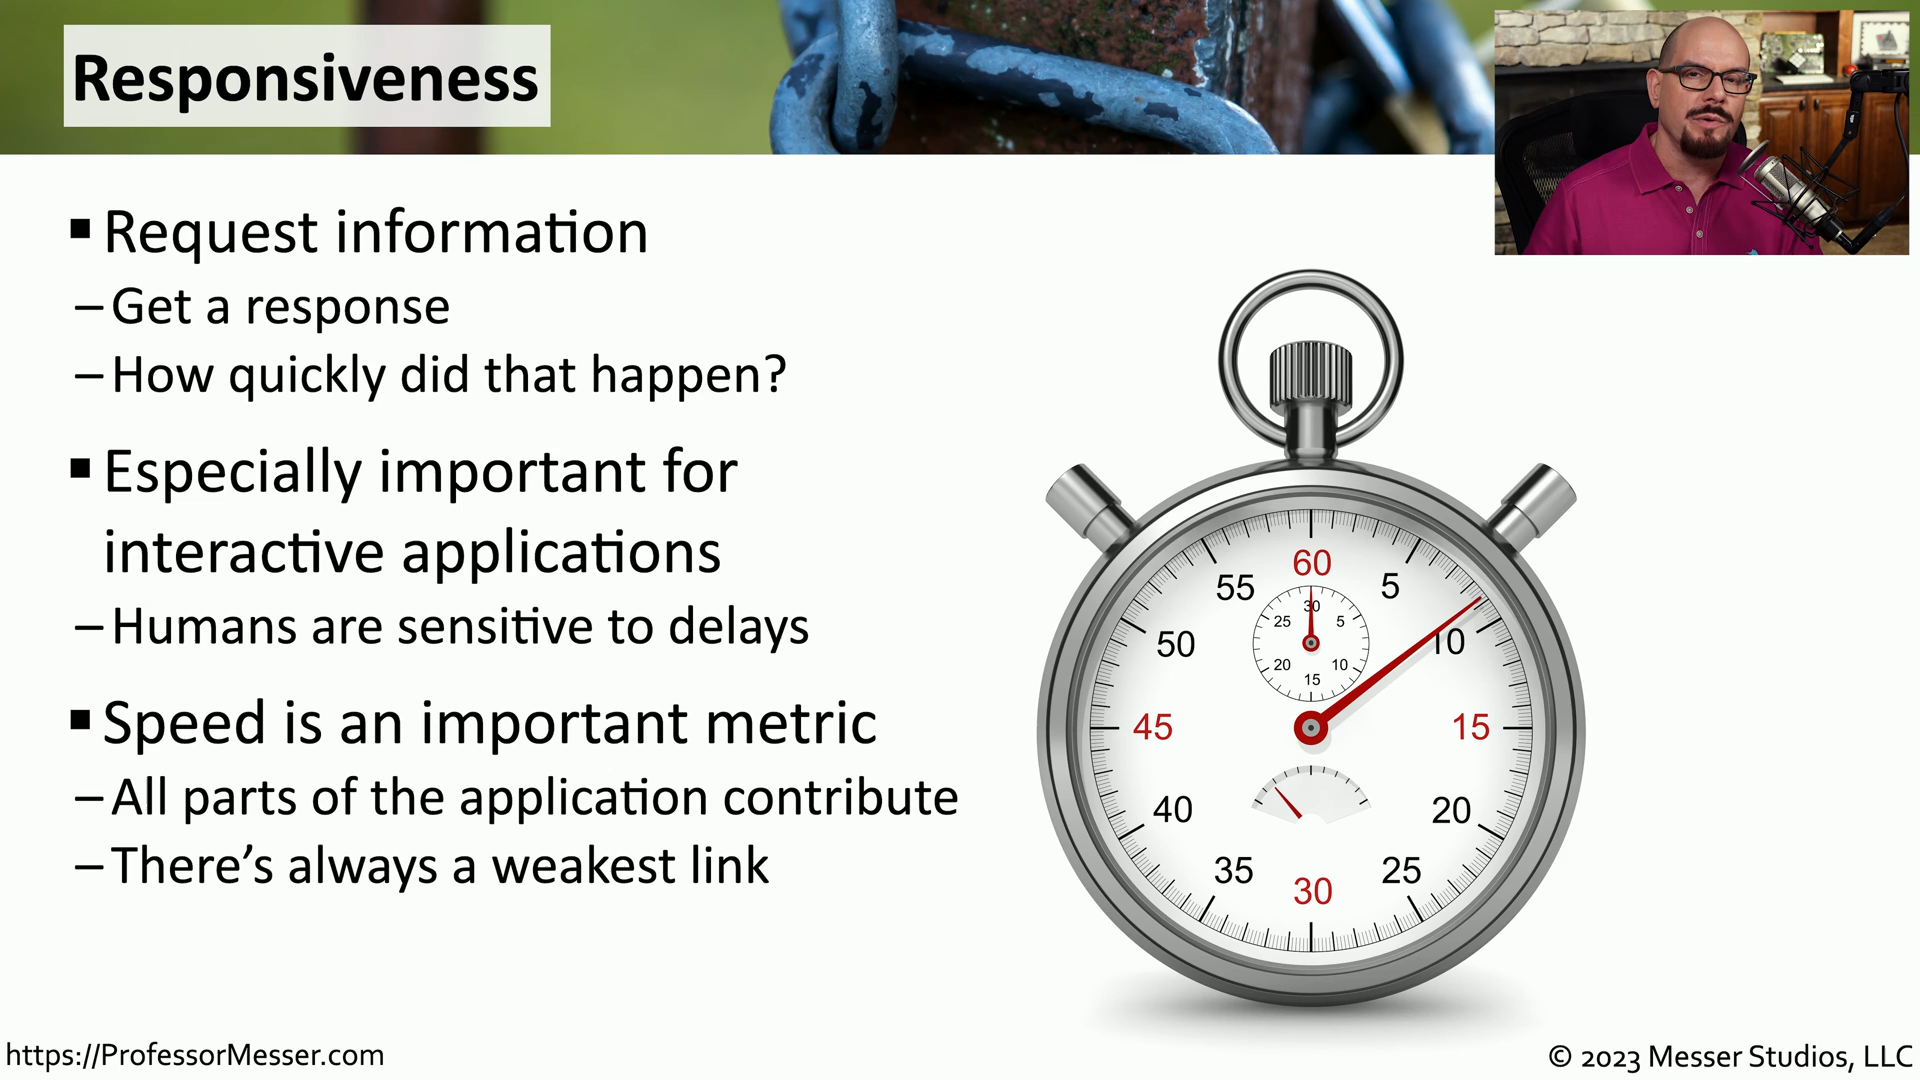 Responsiveness
▪ Request information
– Get a response
– How quickly did that happen?
▪ Especially important for
interactive applications
– Humans are sensitive to delays
▪ Speed is an important metric
– All parts of the application contribute
– There’s always a weakest link
60
5
10
15
20
25
30
35
40
45
50
55
30
5
10
15
20
25
https://ProfessorMesser.com
© 2023 Messer Studios, LLC